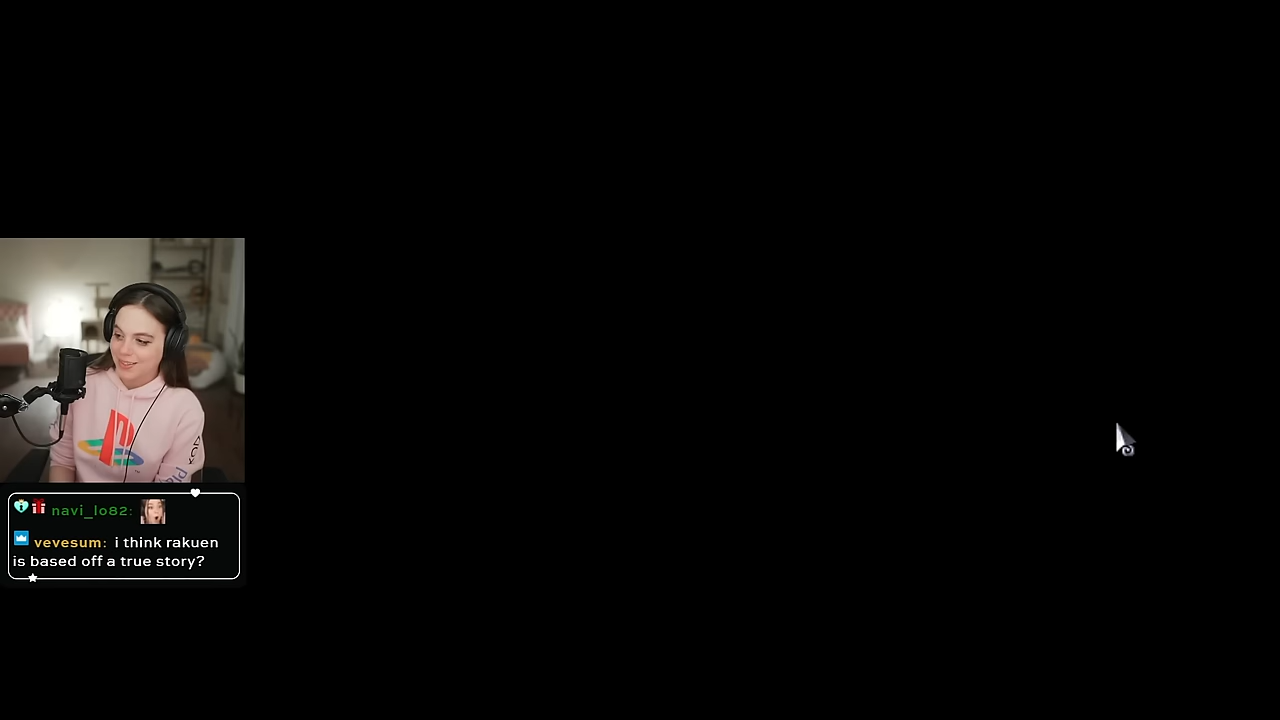 navi_lo82:
vevesum: i think rakuen
is based off a true story?